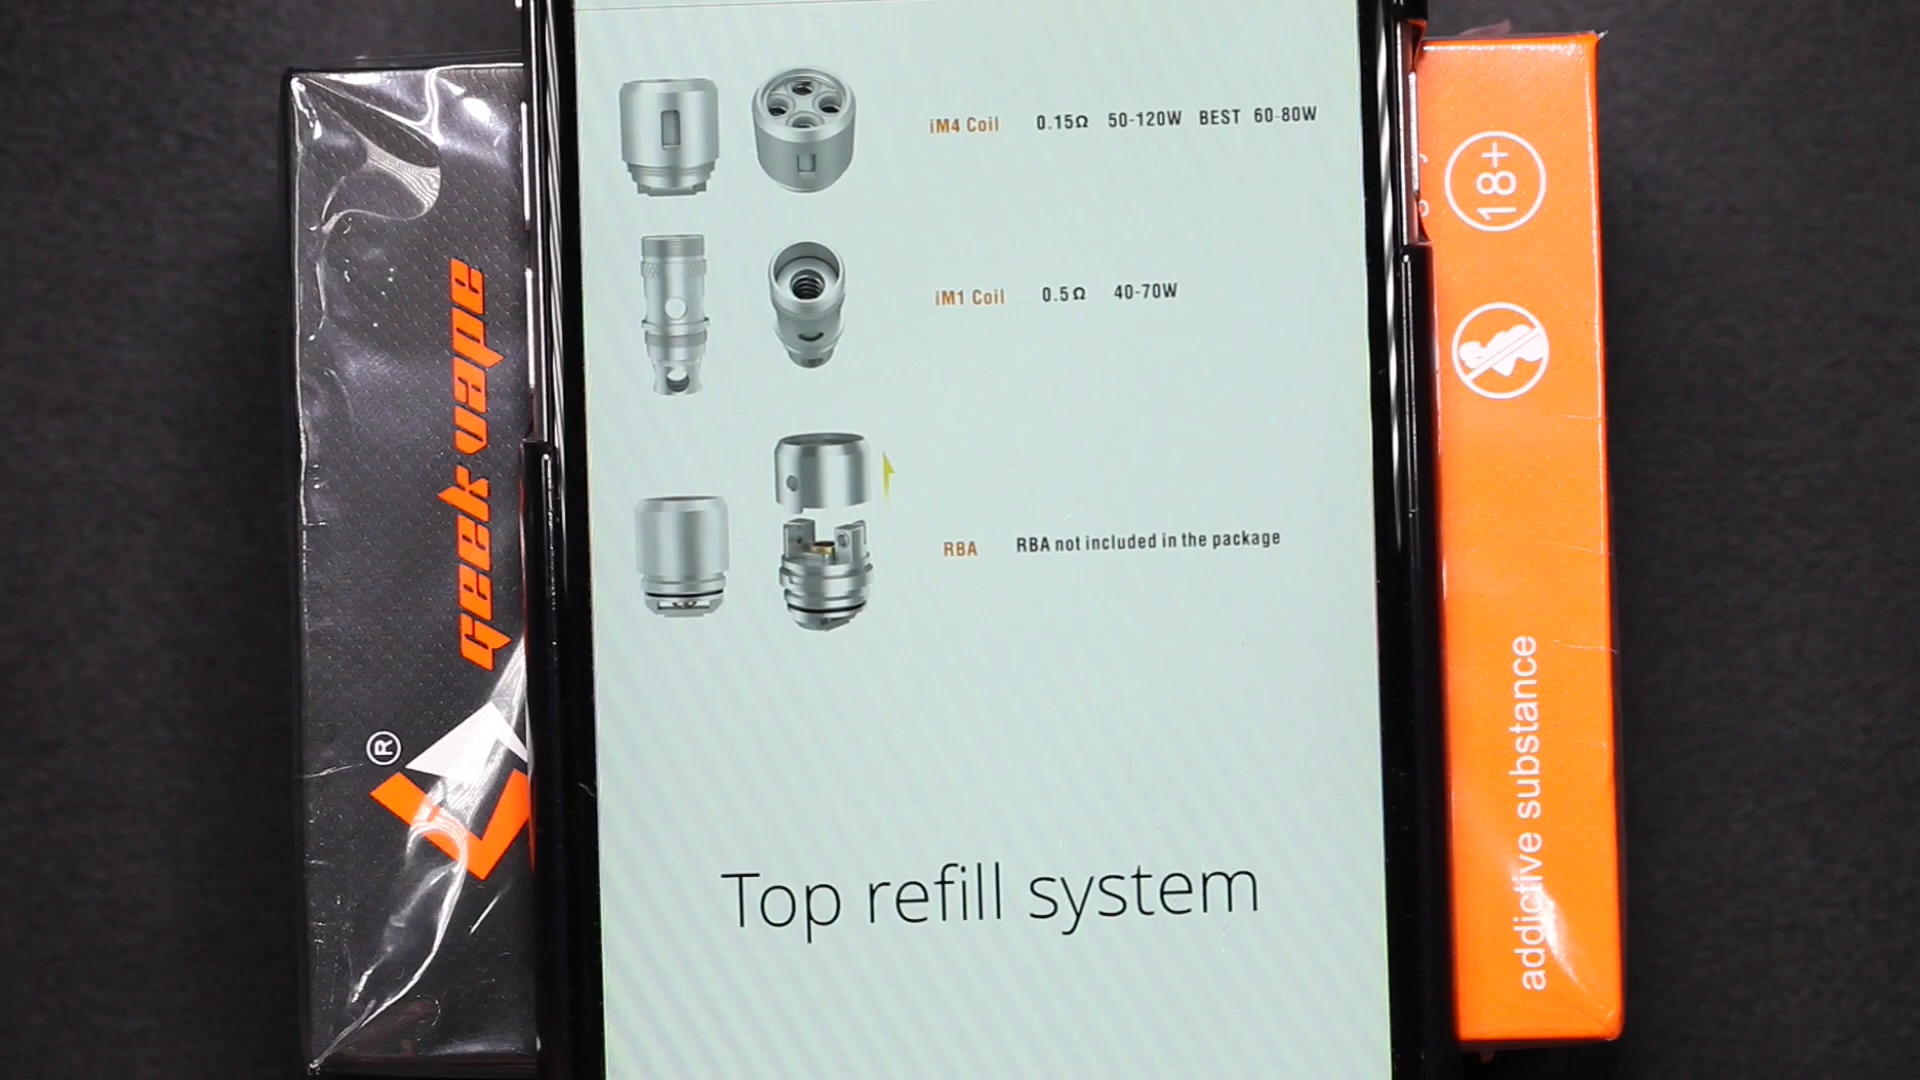 geek vape
®
iM4 Coil 0.15Ω 50-120W BEST 60-80W
iM1 Coil 0.5Ω 40-70W
RBA RBA not included in the package
Top refill system
18+
addictive substance